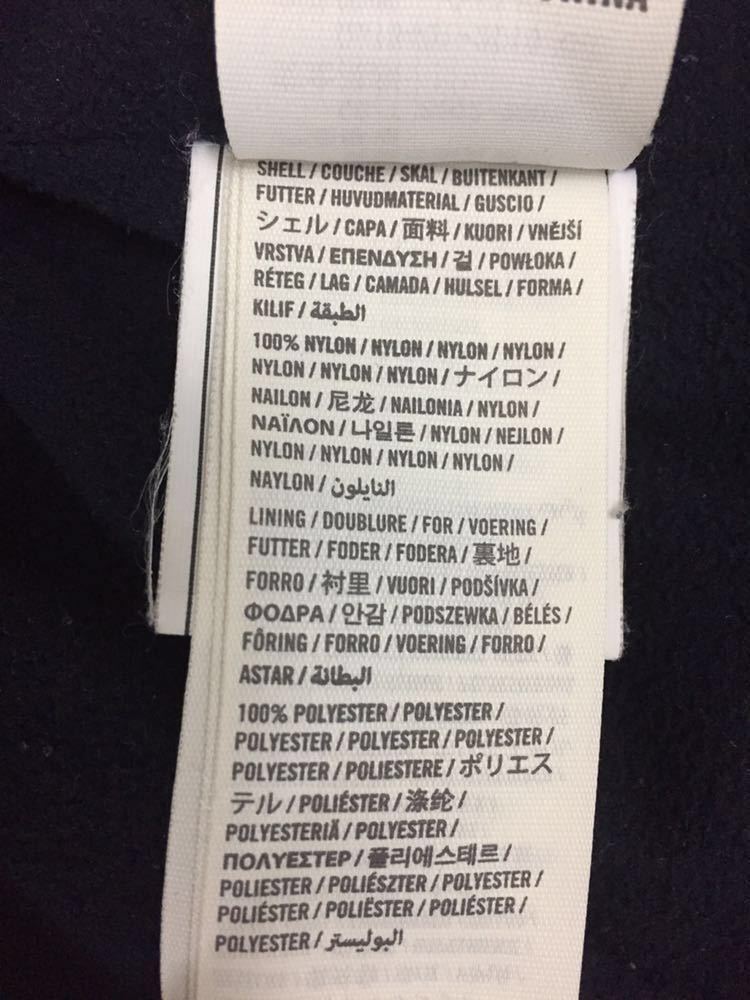 SHELL / COUCHE / SKAL / BUITENKANT /
FUTTER / HUVUDMATERIAL / GUSCIO /
シェル / CAPA / 面料 / KUORI / VNĚJŠÍ
VRSTVA / ΕΠΕΝΔΥΣΗ / 겉 / POWŁOKA /
RÉTEG / LAG / CAMADA / HULSEL / FORMA /
KILIF / الطبقة
100% NYLON / NYLON / NYLON / NYLON /
NYLON / NYLON / NYLON / ナイロン /
NAILON / 尼龙 / NAILONIA / NYLON /
ΝΑΪΛΟΝ / 나일론 / NYLON / NEJLON /
NYLON / NYLON / NYLON / NYLON /
NAYLON / النايلون
LINING / DOUBLURE / FOR / VOERING /
FUTTER / FODER / FODERA / 裏地 /
FORRO / 衬里 / VUORI / PODŠÍVKA /
ΦΟΔΡΑ / 안감 / PODSZEWKA / BÉLÉS /
FÔRING / FORRO / VOERING / FORRO /
ASTAR / البطانة
100% POLYESTER / POLYESTER /
POLYESTER / POLYESTER / POLYESTER /
POLYESTER / POLIESTERE / ポリエス
テル / POLIÉSTER / 涤纶 /
POLYESTERIÄ / POLYESTER /
ΠΟΛΥΕΣΤΕΡ / 폴리에스테르 /
POLIESTER / POLIÉSZTER / POLYESTER /
POLIÉSTER / POLIËSTER / POLIÉSTER /
POLYESTER / البوليستر